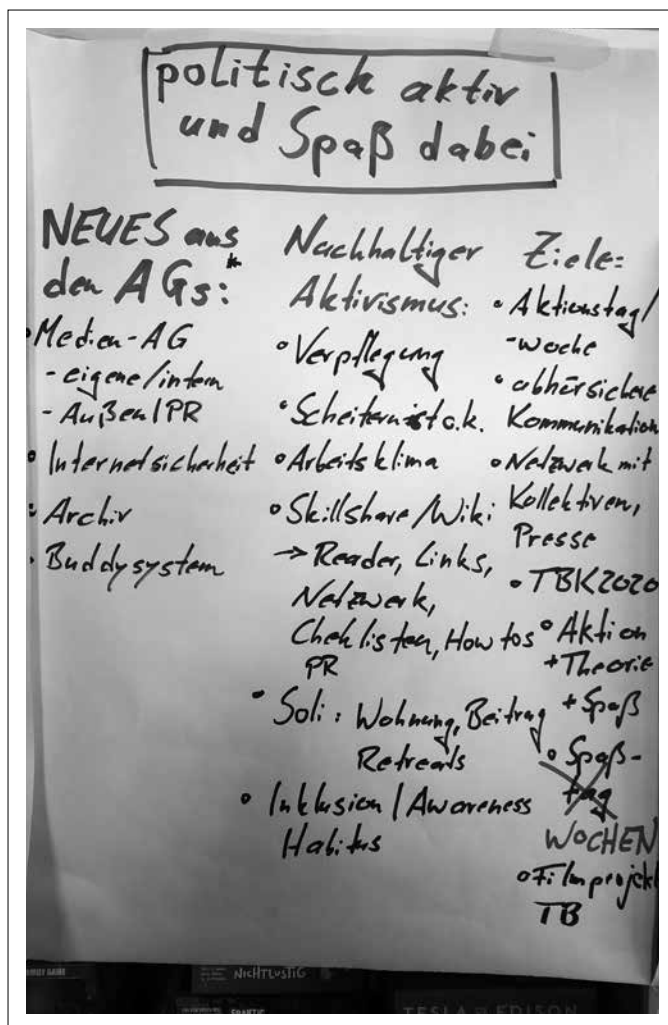 politisch aktiv
und Spaß dabei
NEUES aus
den AGs:
• Medien-AG
- eigene/intern
- Außen/PR
• Internetsicherheit
• Archiv
• Buddysystem
Nachhaltiger
Aktivismus:
• Verpflegung
• Scheitern ist o.k.
• Arbeitsklima
• Skillshare/Wiki
→ Reader, Links,
Netzwerk,
Cheklisten, How tos
PR
• Soli: Wohnung, Beitrag
Retreats
• Inklusion/Awareness
Habitus
Ziele:
• Aktionstag/
-woche
• abhörsichere
Kommunikation
• Netzwerk mit
Kollektiven,
Presse
• TBK2020
• Aktion
+ Theorie
+ Spaß
• Spaß-
tag
WOCHEN
• Filmprojekt
TB
NICHTLUSTIG
TESLA EDISON